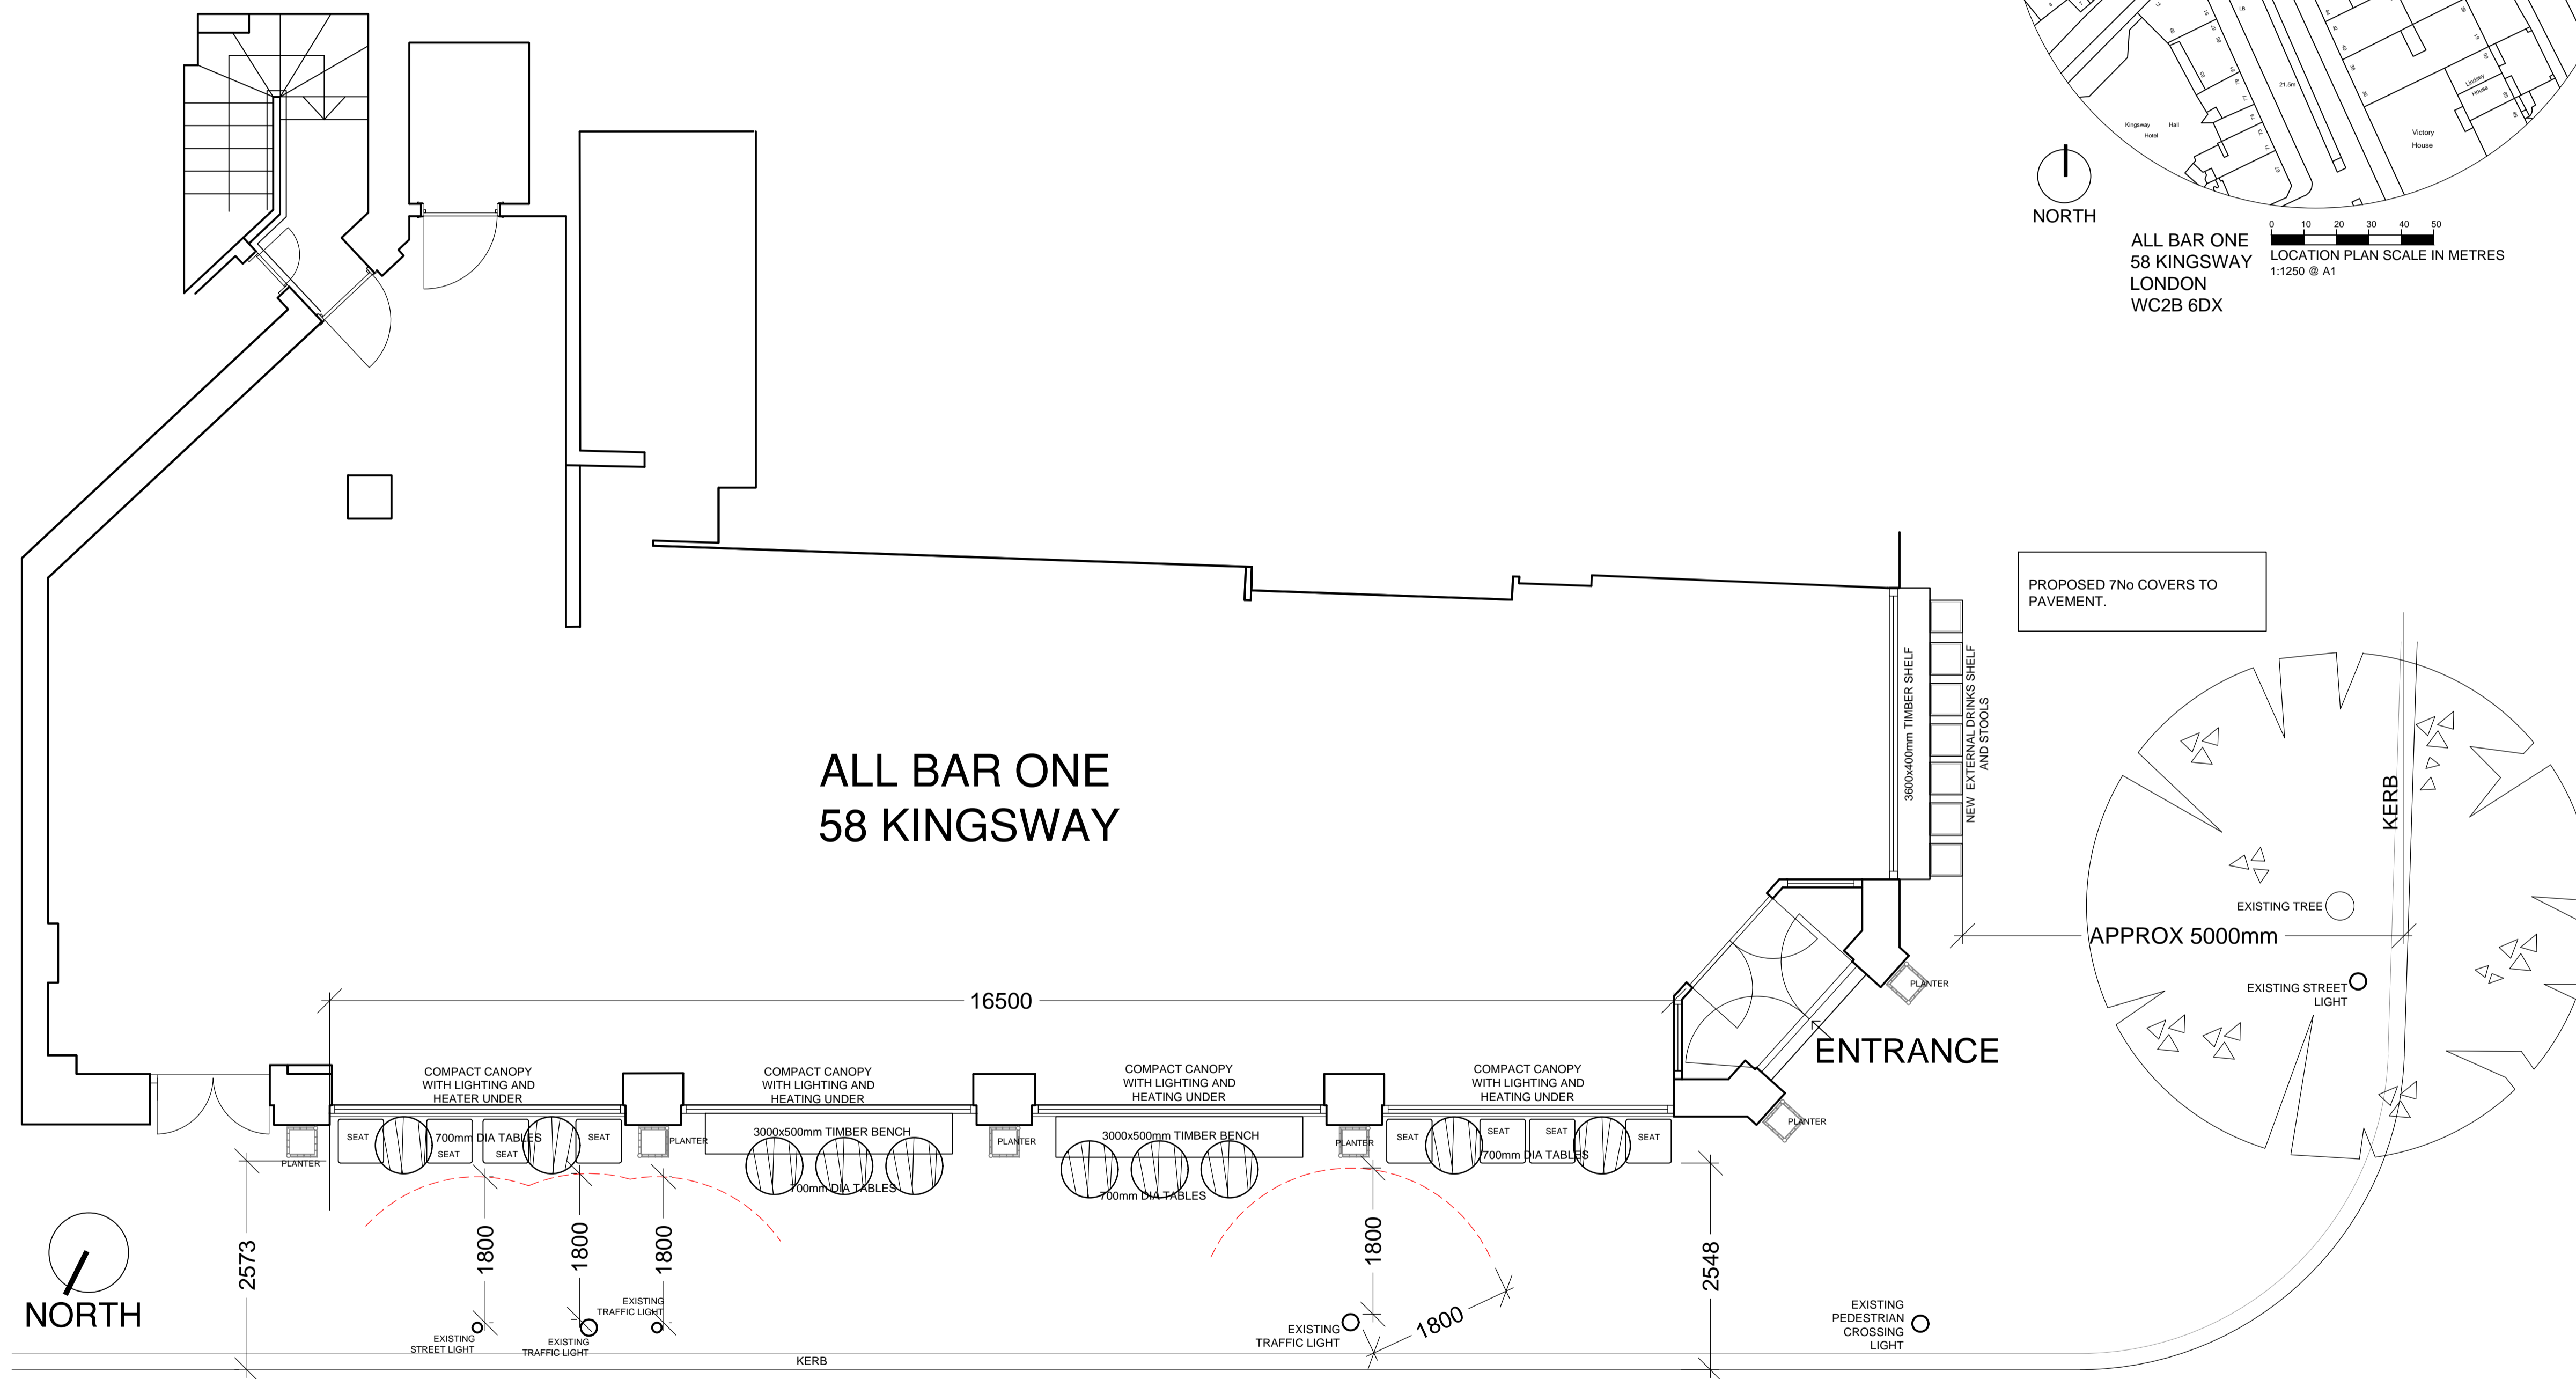 LB
21.5m
Lindsey
House
Kingsway Hall
Hotel
Victory
House
NORTH
0 10 20 30 40 50
ALL BAR ONE
58 KINGSWAY
LONDON
WC2B 6DX
LOCATION PLAN SCALE IN METRES
1:1250 @ A1
PROPOSED 7No COVERS TO
PAVEMENT.
3600x400mm TIMBER SHELF
NEW EXTERNAL DRINKS SHELF
AND STOOLS
KERB
ALL BAR ONE
58 KINGSWAY
EXISTING TREE
APPROX 5000mm
EXISTING STREET
LIGHT
PLANTER
16500
ENTRANCE
COMPACT CANOPY
WITH LIGHTING AND
HEATER UNDER
COMPACT CANOPY
WITH LIGHTING AND
HEATING UNDER
COMPACT CANOPY
WITH LIGHTING AND
HEATING UNDER
COMPACT CANOPY
WITH LIGHTING AND
HEATING UNDER
PLANTER
PLANTER
SEAT
700mm DIA TABLES
SEAT
SEAT
SEAT
PLANTER
3000x500mm TIMBER BENCH
700mm DIA TABLES
PLANTER
3000x500mm TIMBER BENCH
700mm DIA TABLES
PLANTER
SEAT
SEAT
SEAT
SEAT
700mm DIA TABLES
2573
1800
1800
1800
1800
1800
2548
NORTH
EXISTING
STREET LIGHT
EXISTING
TRAFFIC LIGHT
EXISTING
TRAFFIC LIGHT
EXISTING
TRAFFIC LIGHT
EXISTING
PEDESTRIAN
CROSSING
LIGHT
KERB